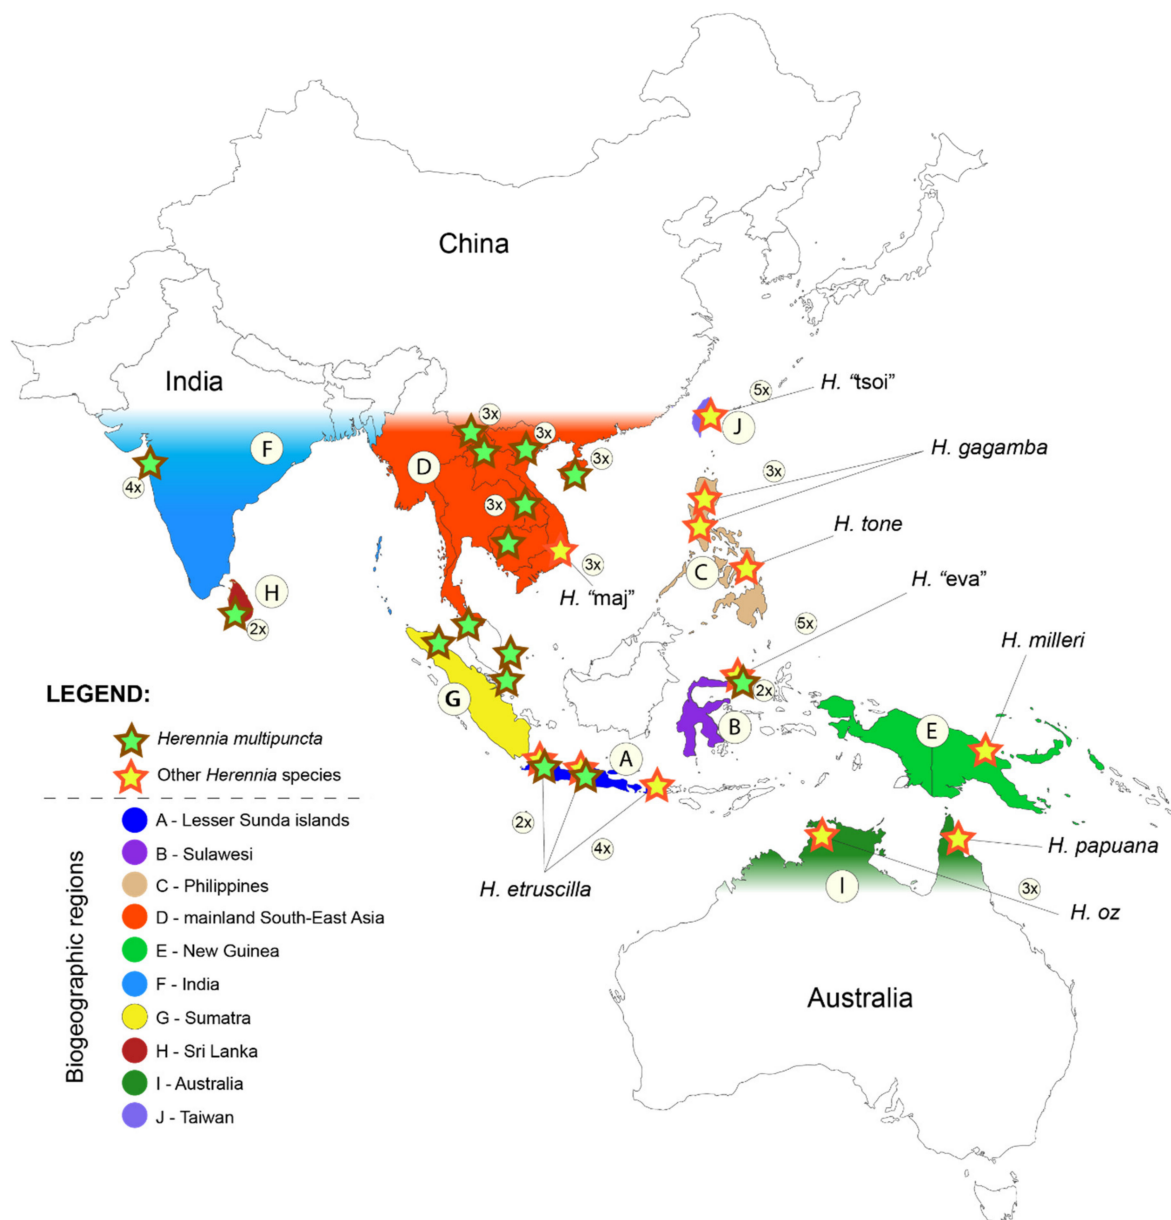 China
India
H. “tsoi”
5x
J
H. gagamba
3x
3x
3x
F
D
3x
4x
3x
H. tone
C
3x
H. “maj”
H. “eva”
H
2x
5x
H. milleri
LEGEND:
G
2x
B
E
Herennia multipuncta
Other Herennia species
A
2x
4x
H. etruscilla
H. papuana
I
3x
H. oz
Australia
Biogeographic regions
A - Lesser Sunda islands
B - Sulawesi
C - Philippines
D - mainland South-East Asia
E - New Guinea
F - India
G - Sumatra
H - Sri Lanka
I - Australia
J - Taiwan